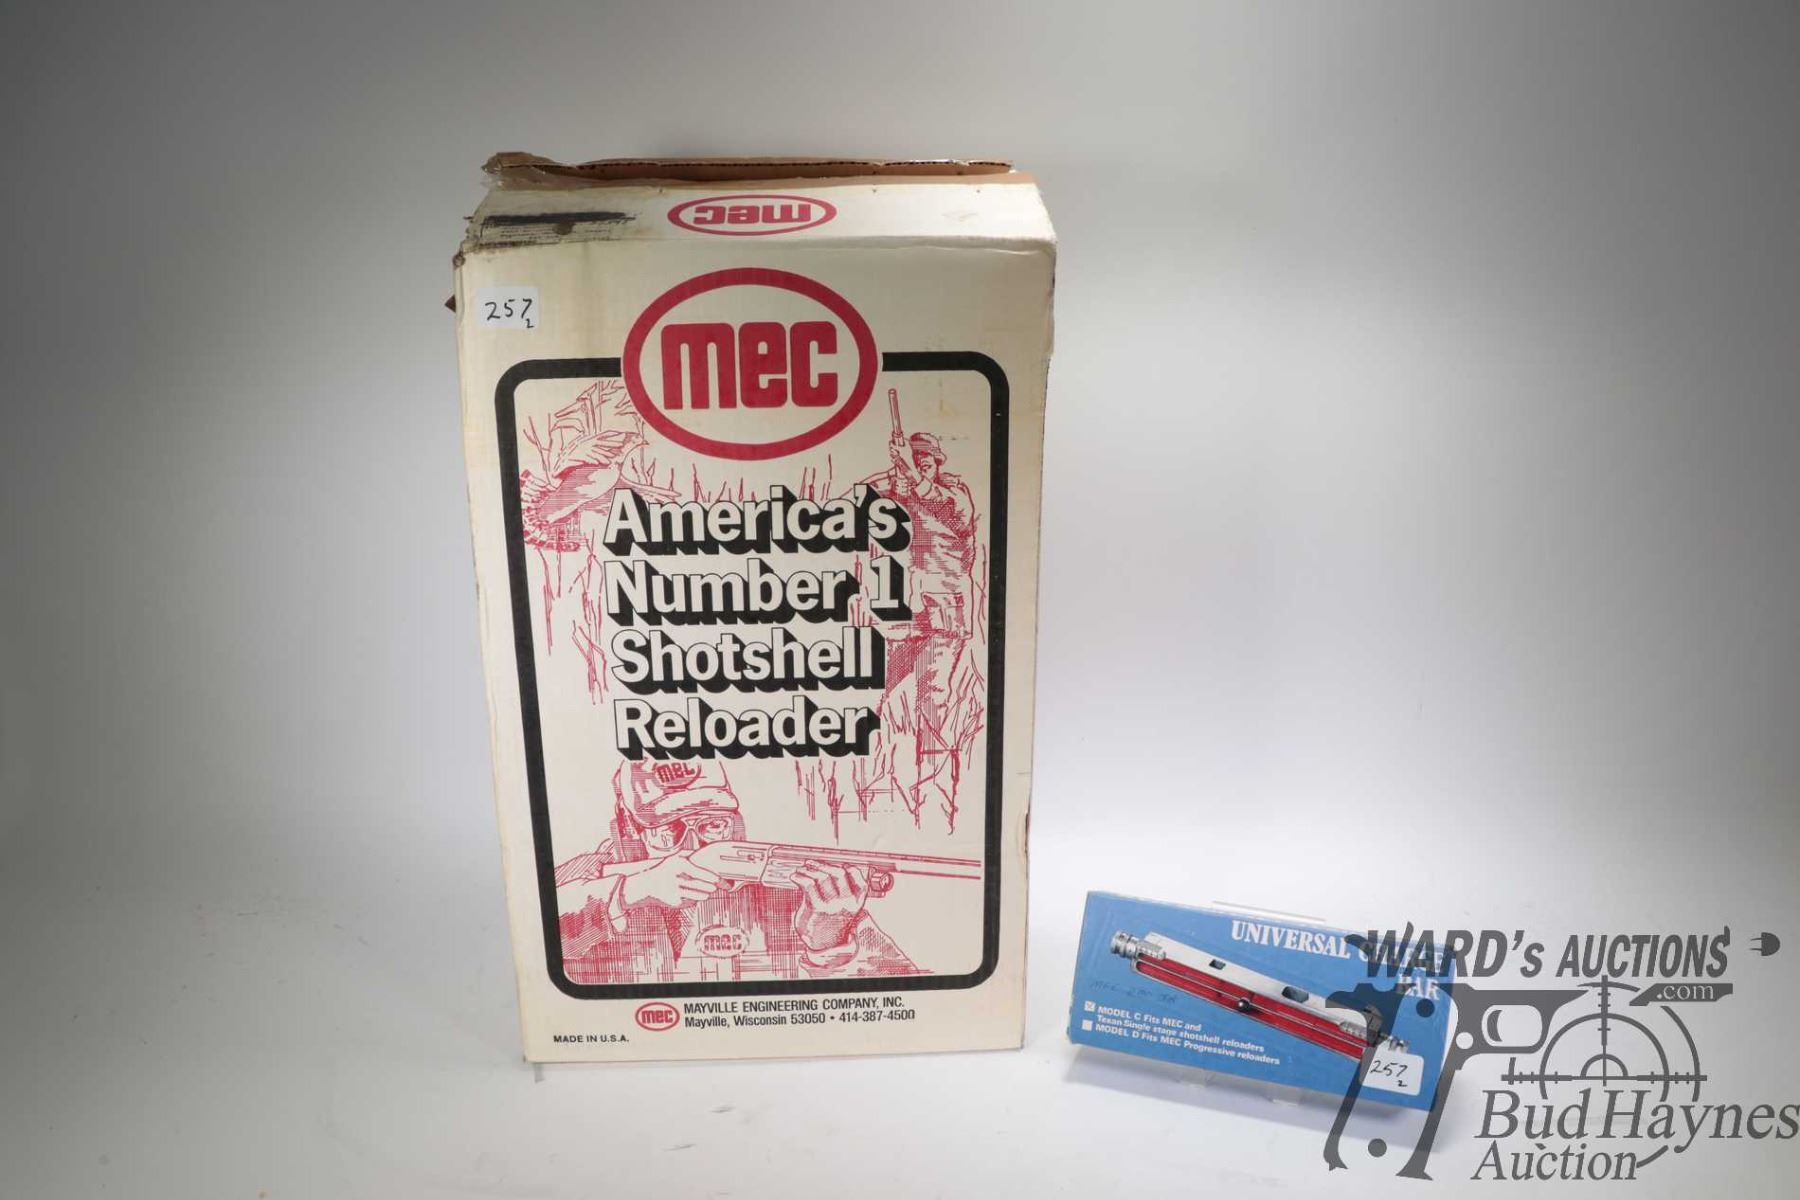 mec
257
2
mec
America's
Number 1
Shotshell
Reloader
mec
mec
mec
MAYVILLE ENGINEERING COMPANY, INC.
Mayville, Wisconsin 53050 • 414-387-4500
MADE IN U.S.A.
UNIVERSAL
BAR
MODEL C Fits MEC and
Texan Single stage shotshell reloaders
MODEL D Fits MEC Progressive reloaders
257
2
WARD's AUCTIONS
.com
Bud Haynes
Auction